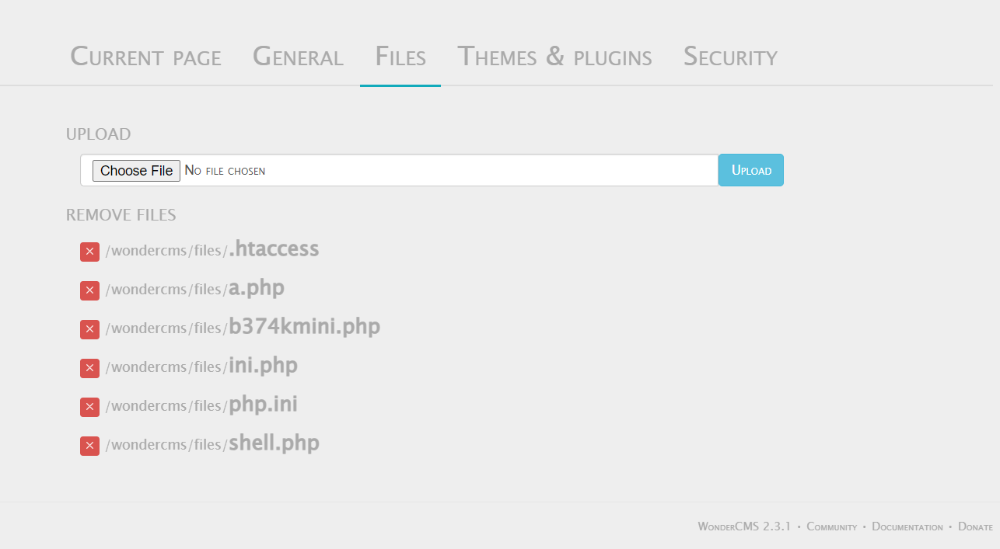 Current page General Files Themes & plugins Security
UPLOAD
Choose File No file chosen Upload
REMOVE FILES
× /wondercms/files/.htaccess
× /wondercms/files/a.php
× /wondercms/files/b374kmini.php
× /wondercms/files/ini.php
× /wondercms/files/php.ini
× /wondercms/files/shell.php
WonderCMS 2.3.1 • Community • Documentation • Donate